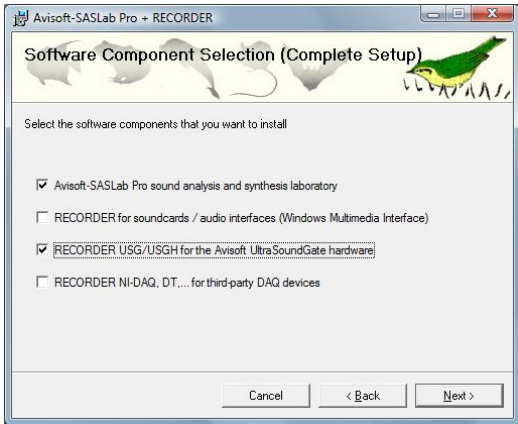 Avisoft-SASLab Pro + RECORDER
Software Component Selection (Complete Setup)
Select the software components that you want to install
Avisoft-SASLab Pro sound analysis and synthesis laboratory
RECORDER for soundcards / audio interfaces (Windows Multimedia Interface)
RECORDER USG/USGH for the Avisoft UltraSoundGate hardware
RECORDER NI-DAQ, DT,... for third-party DAQ devices
Cancel < Back Next >